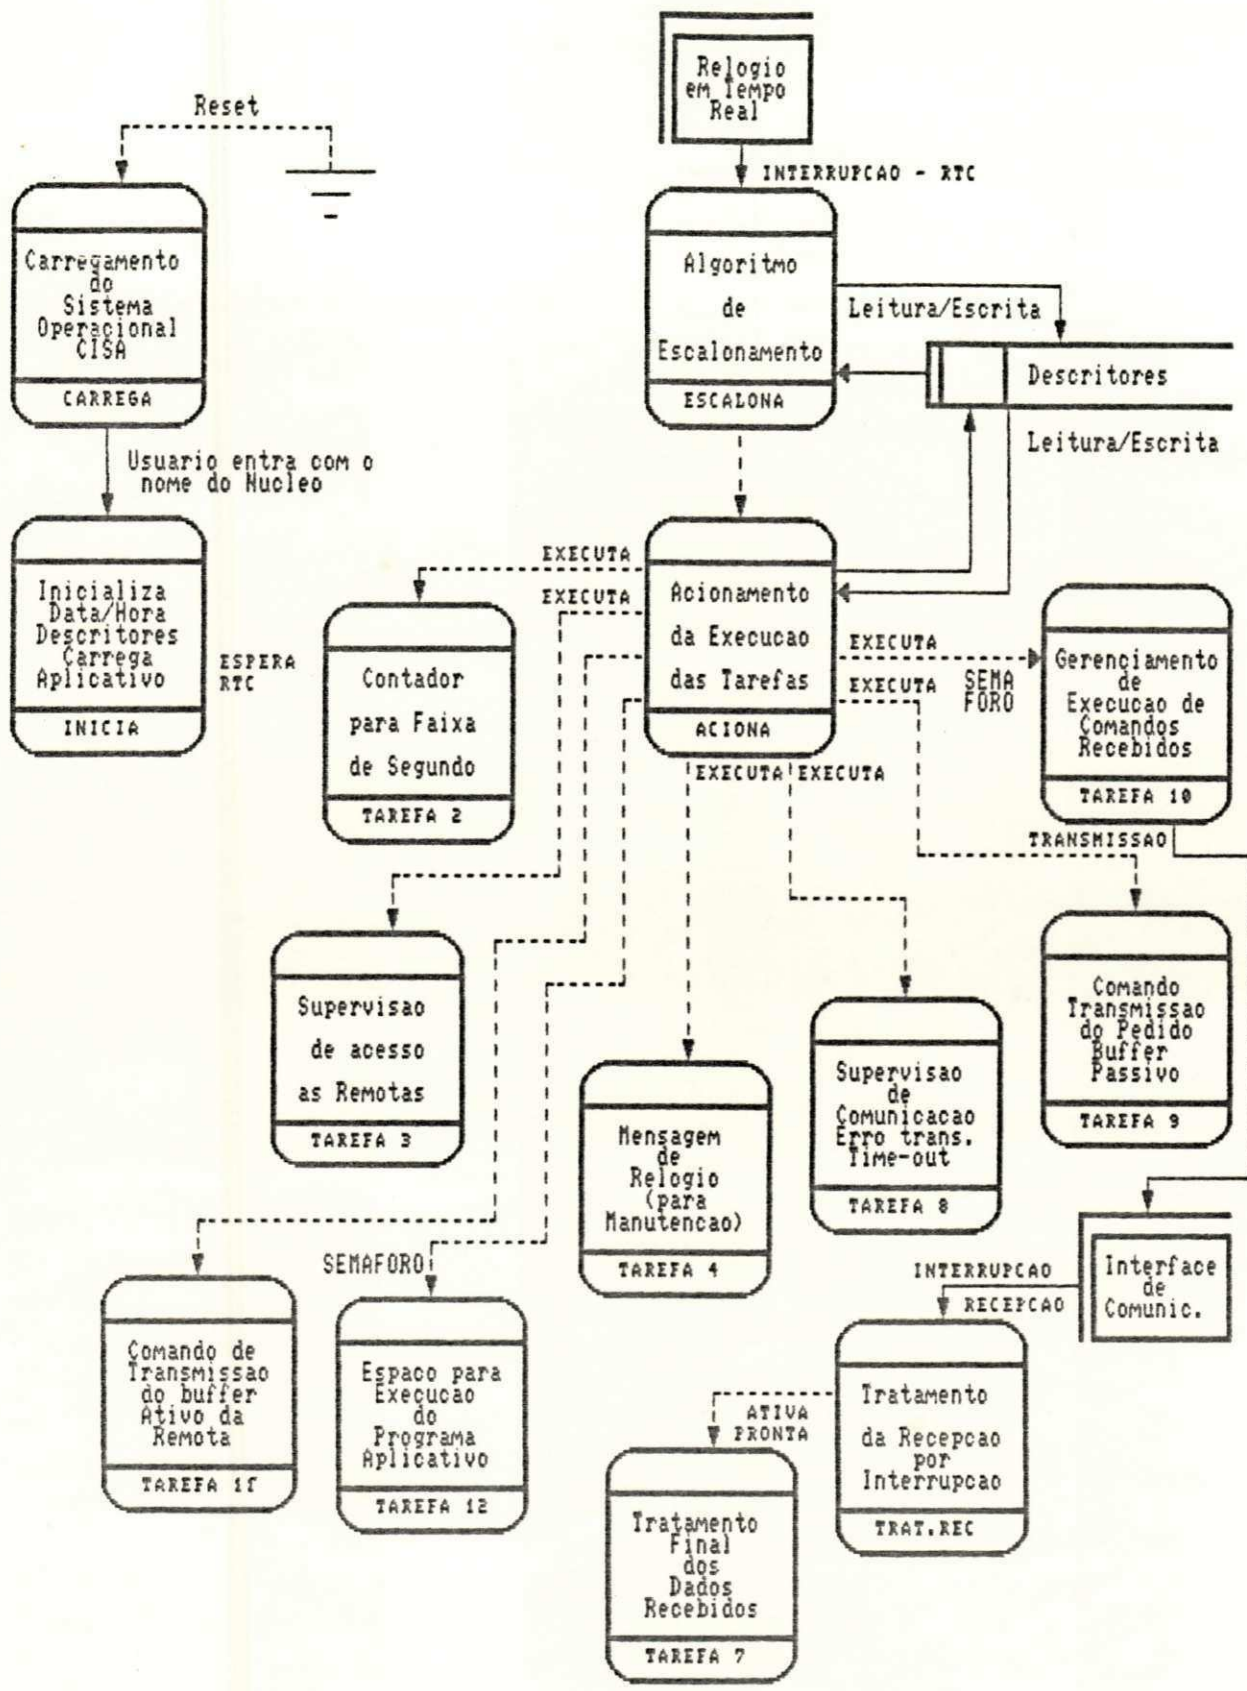 Relogio
em Tempo
Real
Reset
INTERRUPCAO - RTC
Carregamento
do
Sistema
Operacional
CISA
CARREGA
Algoritmo
de
Escalonamento
ESCALONA
Leitura/Escrita
Descritores
Leitura/Escrita
Usuario entra com o
nome do Nucleo
Inicializa
Data/Hora
Descritores
Carrega
Aplicativo
INICIA
ESPERA
RTC
EXECUTA
EXECUTA
Acionamento
da Execucao
das Tarefas
ACIONA
EXECUTA
EXECUTA
SEMA
FORO
EXECUTA
EXECUTA
Contador
para Faixa
de Segundo
TAREFA 2
Gerenciamento
de
Execucao de
Comandos
Recebidos
TAREFA 10
TRANSMISSAO
Supervisao
de acesso
as Remotas
TAREFA 3
Comando
Transmissao
do Pedido
Buffer
Passivo
TAREFA 9
Mensagem
de
Relogio
(para
Manutencao)
TAREFA 4
Supervisao
de
Comunicacao
Erro trans.
Time-out
TAREFA 8
SEMAFORO
INTERRUPCAO
RECEPCAO
Interface
de
Comunic.
Comando de
Transmissao
do buffer
Ativo da
Remota
TAREFA 11
Espaco para
Execucao
do
Programa
Aplicativo
TAREFA 12
ATIVA
PRONTA
Tratamento
da Recepcao
por
Interrupcao
TRAT.REC
Tratamento
Final
dos
Dados
Recebidos
TAREFA 7